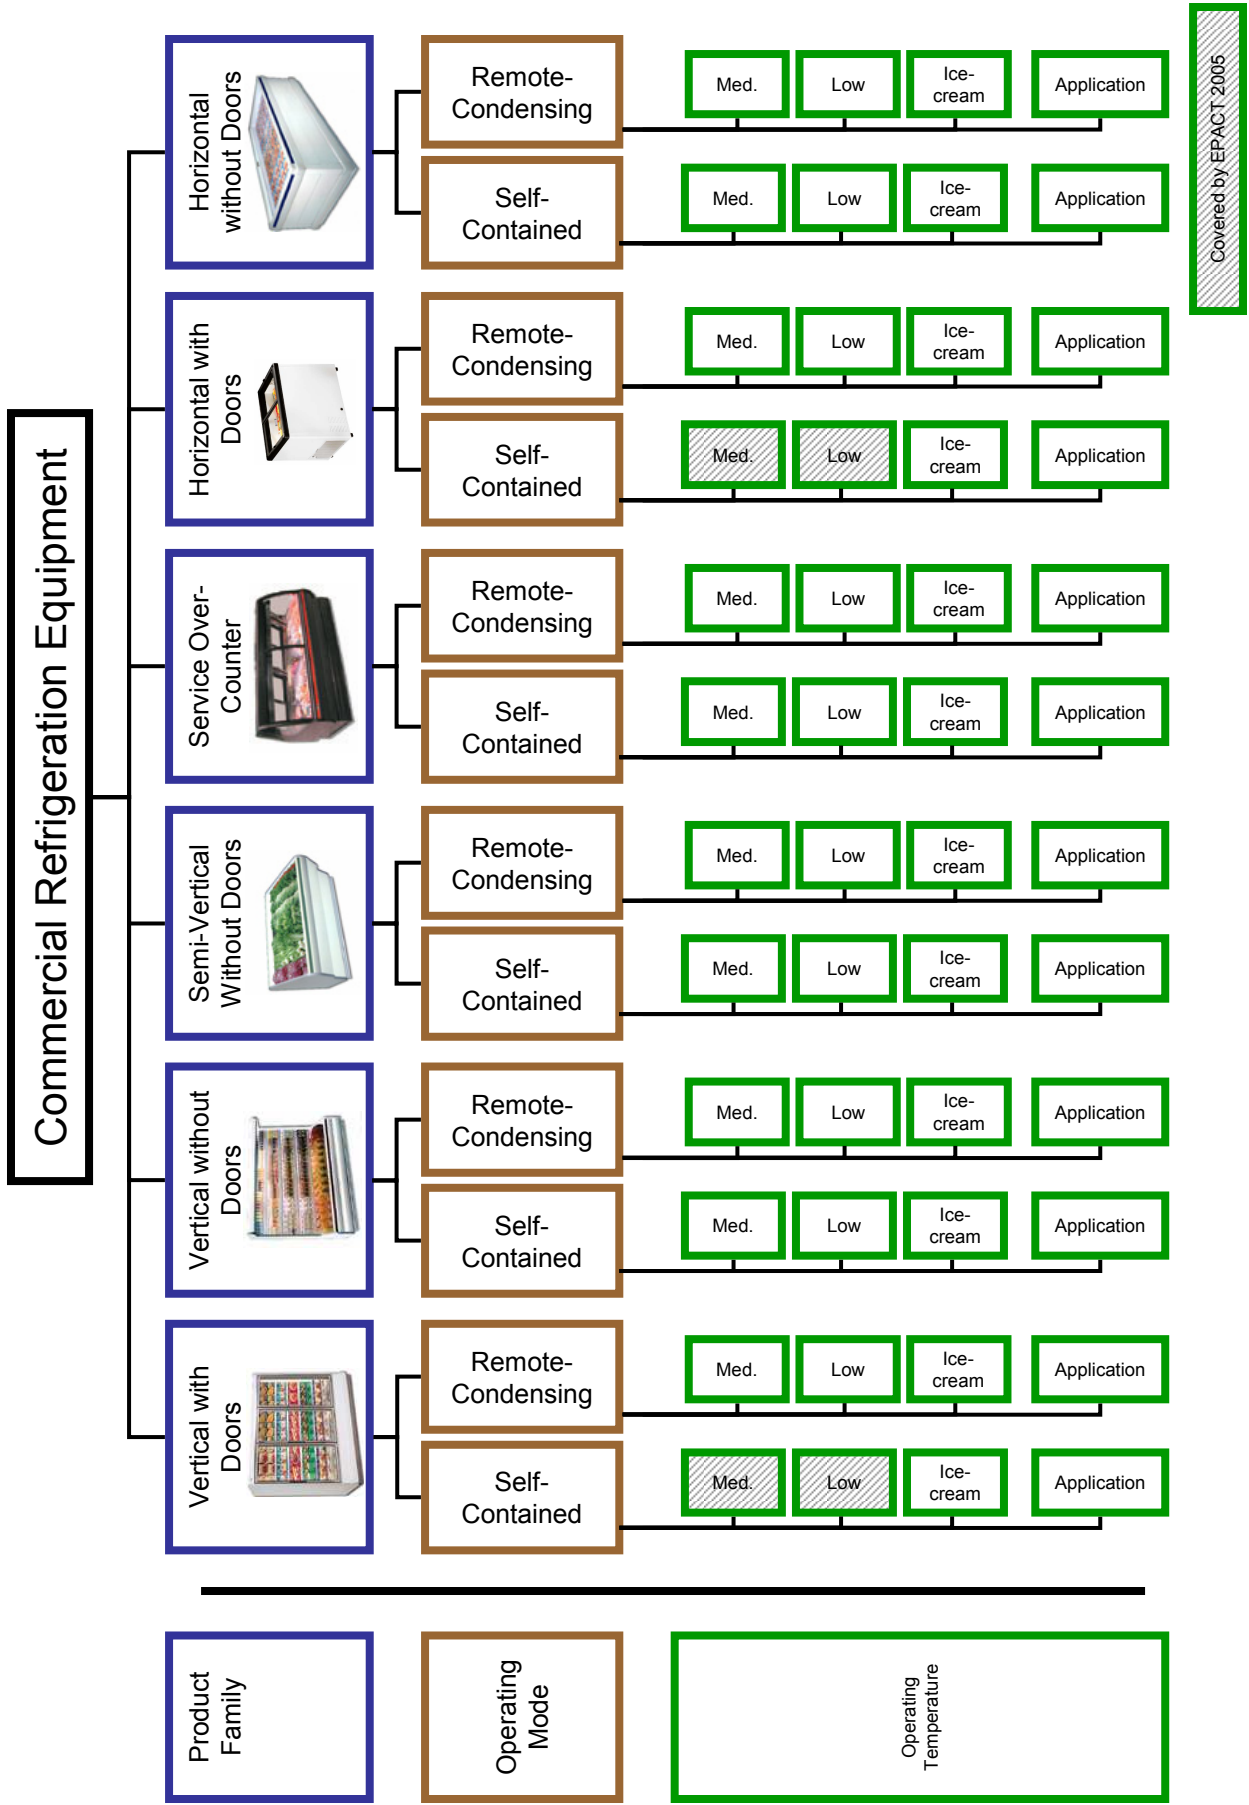 Commercial Refrigeration Equipment
Product
Family
Vertical with
Doors
Vertical without
Doors
Semi-Vertical
Without Doors
Service Over-
Counter
Horizontal with
Doors
Horizontal
without Doors
Operating
Mode
Self-
Contained
Remote-
Condensing
Self-
Contained
Remote-
Condensing
Self-
Contained
Remote-
Condensing
Self-
Contained
Remote-
Condensing
Self-
Contained
Remote-
Condensing
Self-
Contained
Remote-
Condensing
Operating
Temperature
Med.
Med.
Med.
Med.
Med.
Med.
Med.
Med.
Med.
Med.
Med.
Med.
Low
Low
Low
Low
Low
Low
Low
Low
Low
Low
Low
Low
Ice-
cream
Ice-
cream
Ice-
cream
Ice-
cream
Ice-
cream
Ice-
cream
Ice-
cream
Ice-
cream
Ice-
cream
Ice-
cream
Ice-
cream
Ice-
cream
Application
Application
Application
Application
Application
Application
Application
Application
Application
Application
Application
Application
Covered by EPACT 2005